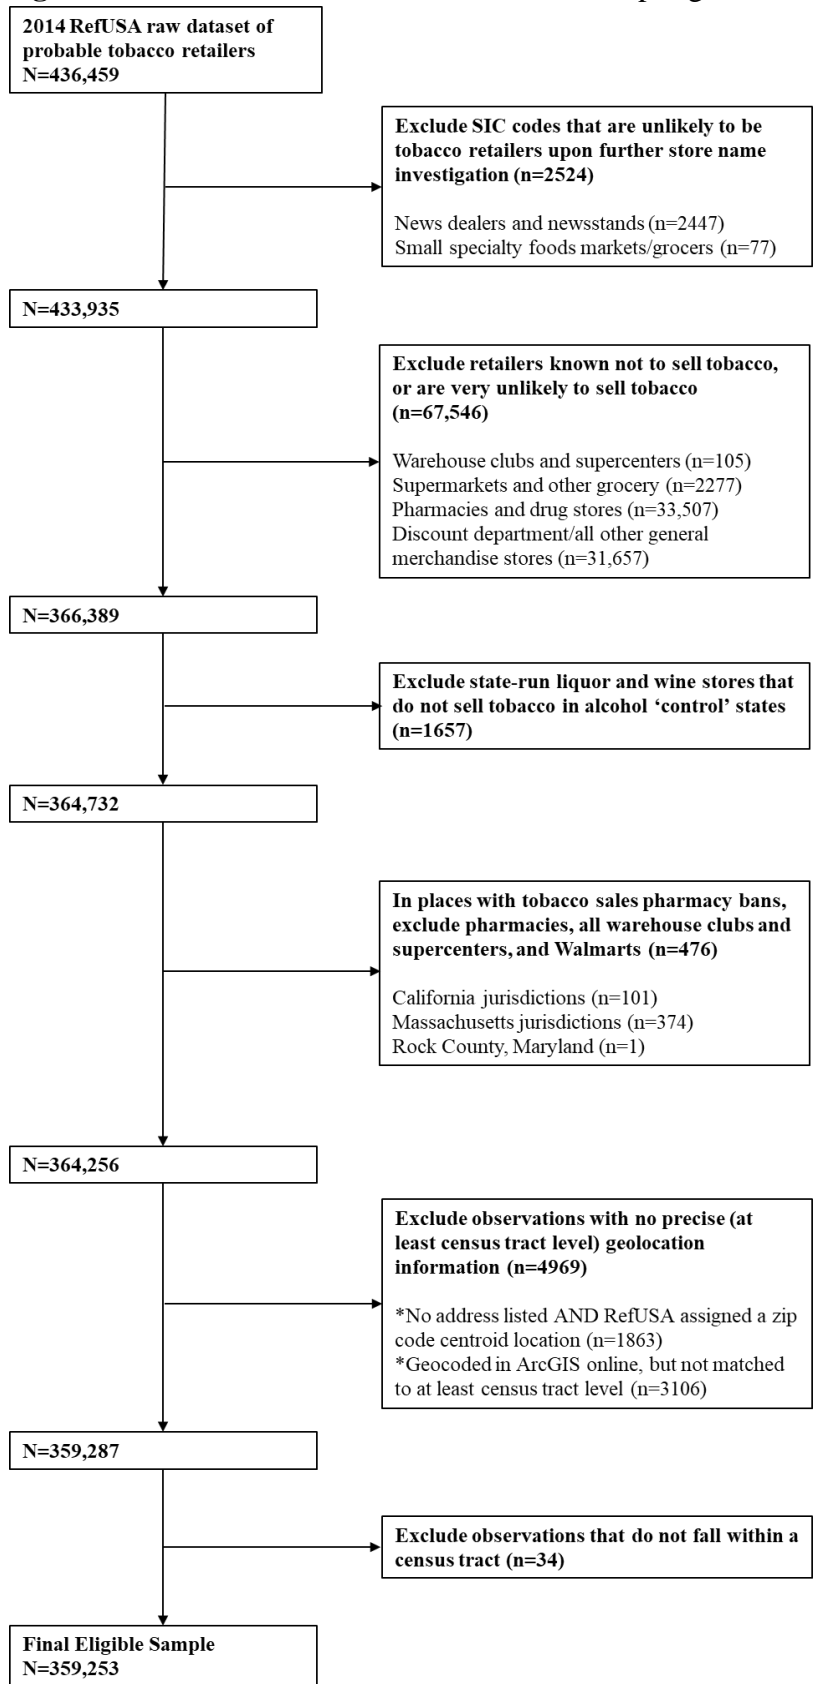 2014 RefUSA raw dataset of
probable tobacco retailers
N=436,459
Exclude SIC codes that are unlikely to be
tobacco retailers upon further store name
investigation (n=2524)
News dealers and newsstands (n=2447)
Small specialty foods markets/grocers (n=77)
N=433,935
Exclude retailers known not to sell tobacco,
or are very unlikely to sell tobacco
(n=67,546)
Warehouse clubs and supercenters (n=105)
Supermarkets and other grocery (n=2277)
Pharmacies and drug stores (n=33,507)
Discount department/all other general
merchandise stores (n=31,657)
N=366,389
Exclude state-run liquor and wine stores that
do not sell tobacco in alcohol ‘control’ states
(n=1657)
N=364,732
In places with tobacco sales pharmacy bans,
exclude pharmacies, all warehouse clubs and
supercenters, and Walmarts (n=476)
California jurisdictions (n=101)
Massachusetts jurisdictions (n=374)
Rock County, Maryland (n=1)
N=364,256
Exclude observations with no precise (at
least census tract level) geolocation
information (n=4969)
*No address listed AND RefUSA assigned a zip
code centroid location (n=1863)
*Geocoded in ArcGIS online, but not matched
to at least census tract level (n=3106)
N=359,287
Exclude observations that do not fall within a
census tract (n=34)
Final Eligible Sample
N=359,253